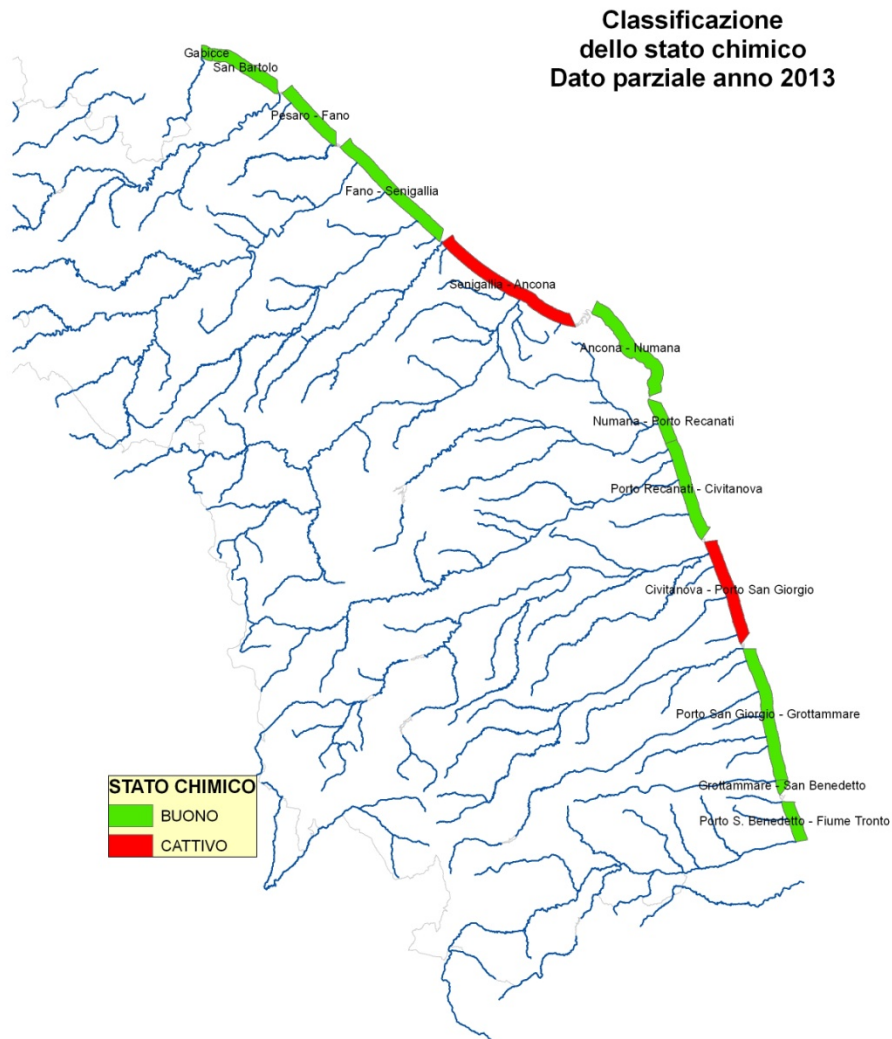 Classificazione
dello stato chimico
Dato parziale anno 2013
Gabicce
San Bartolo
Pesaro - Fano
Fano - Senigallia
Senigallia - Ancona
Ancona - Numana
Numana - Porto Recanati
Porto Recanati - Civitanova
Civitanova - Porto San Giorgio
Porto San Giorgio - Grottammare
Grottammare - San Benedetto
Porto S. Benedetto - Fiume Tronto
STATO CHIMICO
BUONO
CATTIVO